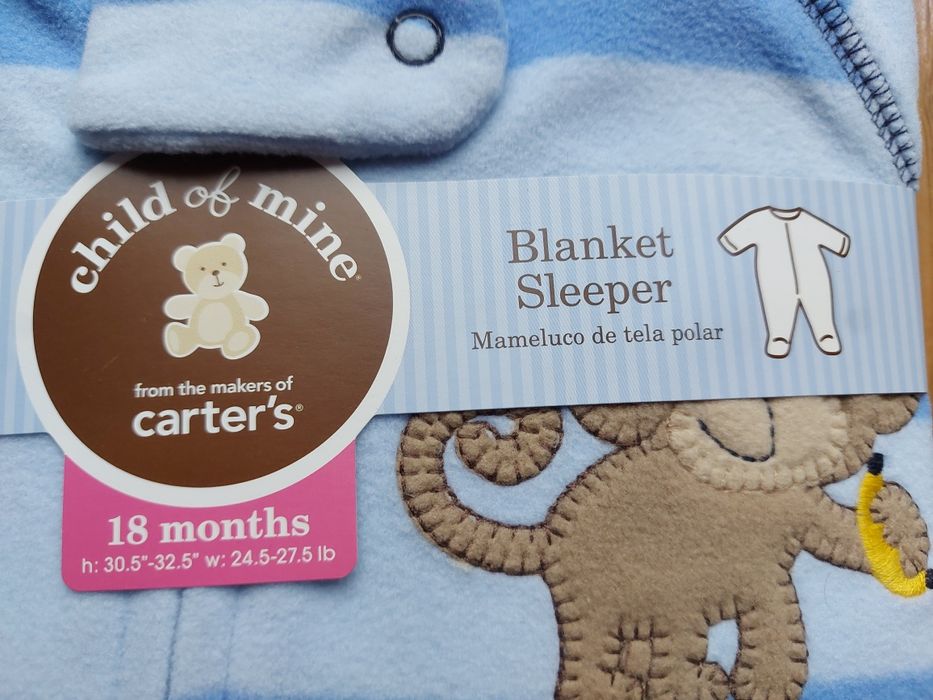 child of mine®
from the makers of
carter's®
18 months
h: 30.5"-32.5" w: 24.5-27.5 lb
Blanket
Sleeper
Mameluco de tela polar